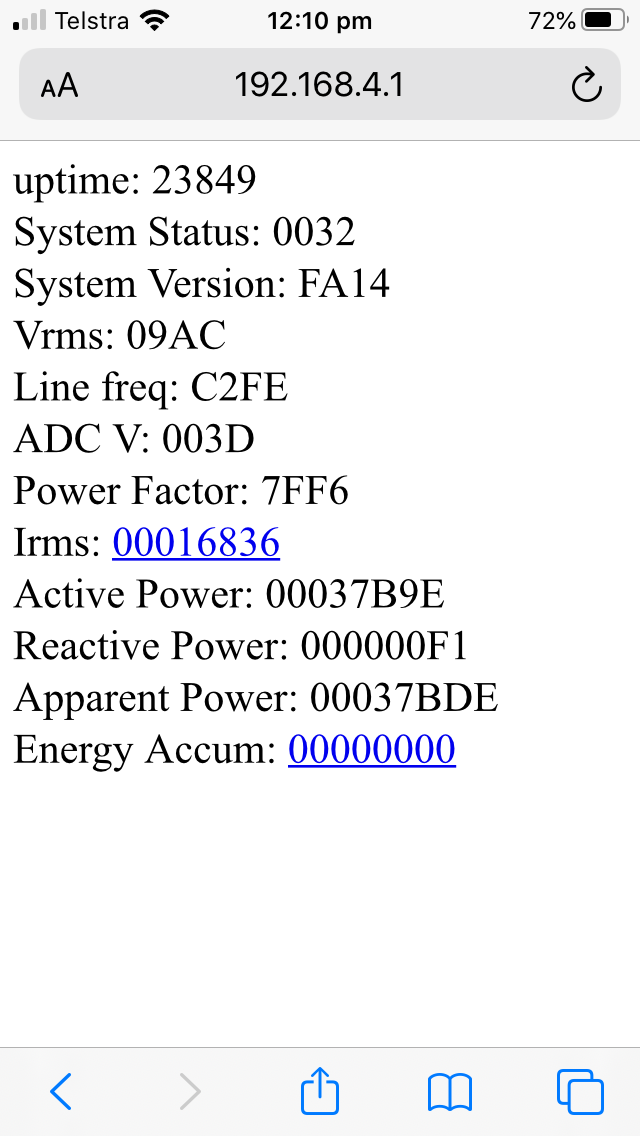 Telstra 12:10 pm 72%
AA 192.168.4.1
uptime: 23849
System Status: 0032
System Version: FA14
Vrms: 09AC
Line freq: C2FE
ADC V: 003D
Power Factor: 7FF6
Irms: 00016836
Active Power: 00037B9E
Reactive Power: 000000F1
Apparent Power: 00037BDE
Energy Accum: 00000000